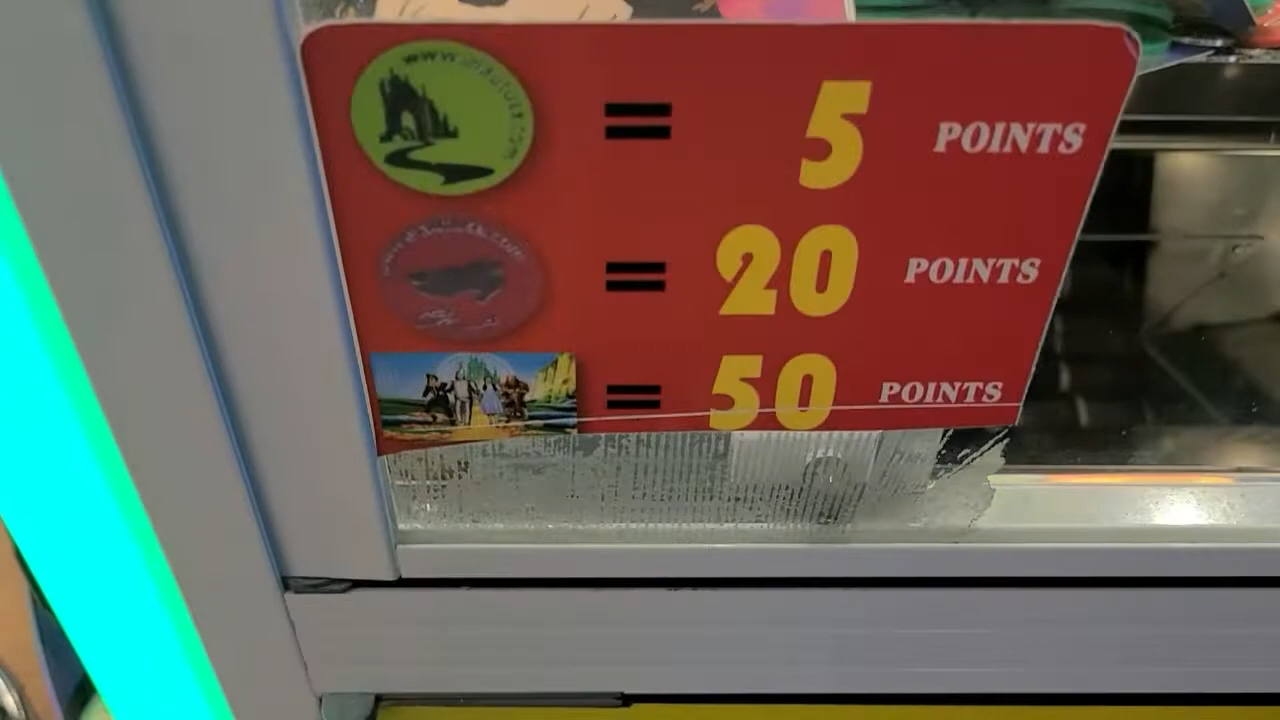 = 5 POINTS
= 20 POINTS
= 50 POINTS